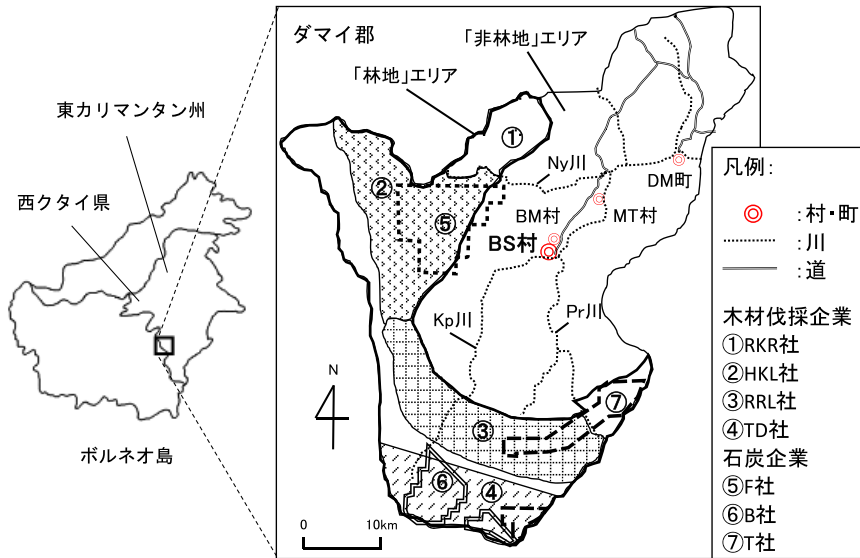 東カリマンタン州
西クタイ県
ボルネオ島
ダマイ郡
「非林地」エリア
「林地」エリア
①
②
⑤
Ny川
DM町
BM村
MT村
BS村
Kp川
Pr川
N
⑦
③
⑥
④
0
10km
凡例:
:村・町
:川
:道
木材伐採企業
①RKR社
②HKL社
③RRL社
④TD社
石炭企業
⑤F社
⑥B社
⑦T社